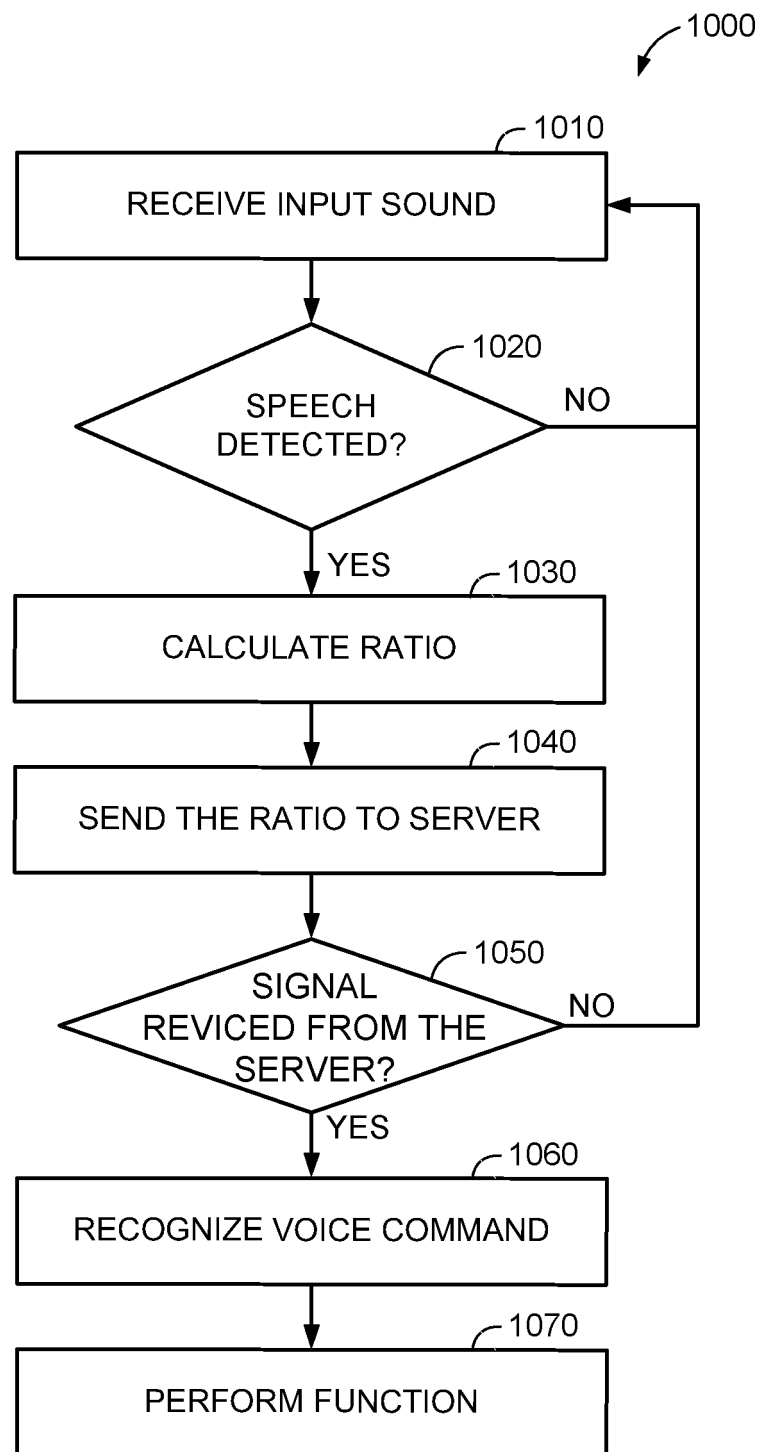 1000
1010
RECEIVE INPUT SOUND
1020
SPEECH
DETECTED?
NO
YES
1030
CALCULATE RATIO
1040
SEND THE RATIO TO SERVER
1050
SIGNAL
REVICED FROM THE
SERVER?
NO
YES
1060
RECOGNIZE VOICE COMMAND
1070
PERFORM FUNCTION